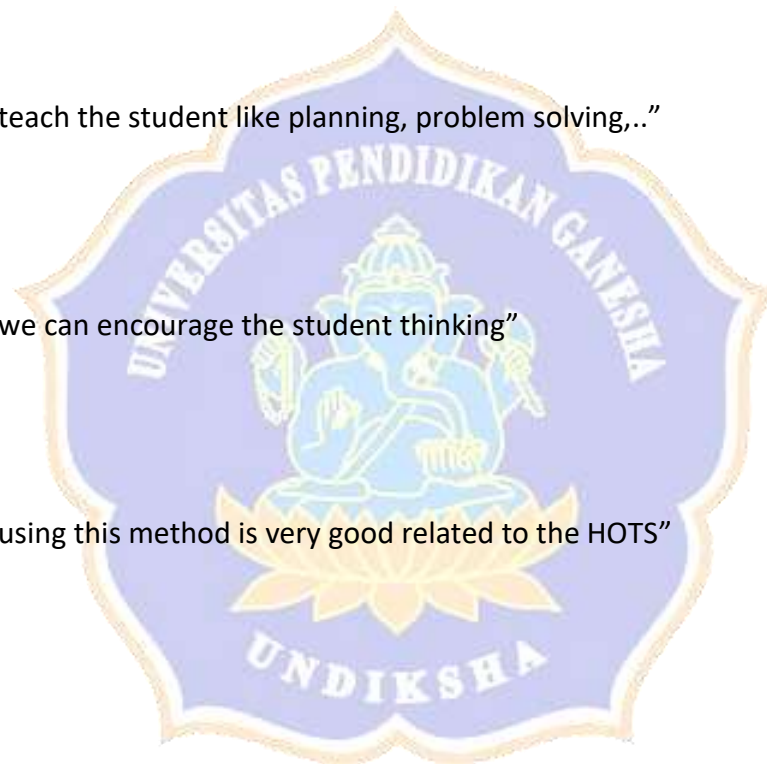 teach the student like planning, problem solving,..”
UNIVERSITAS PENDIDIKAN GANESHA
we can encourage the student thinking”
using this method is very good related to the HOTS”
UNDIKSHA